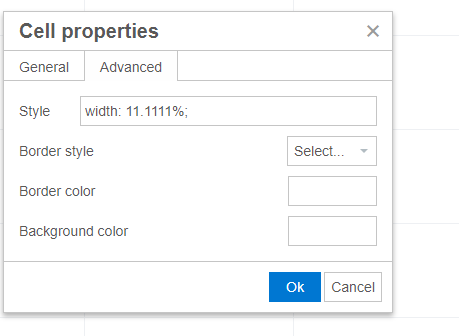 Cell properties ×
General Advanced
Style width: 11.1111%;
Border style Select...
Border color
Background color
Ok Cancel